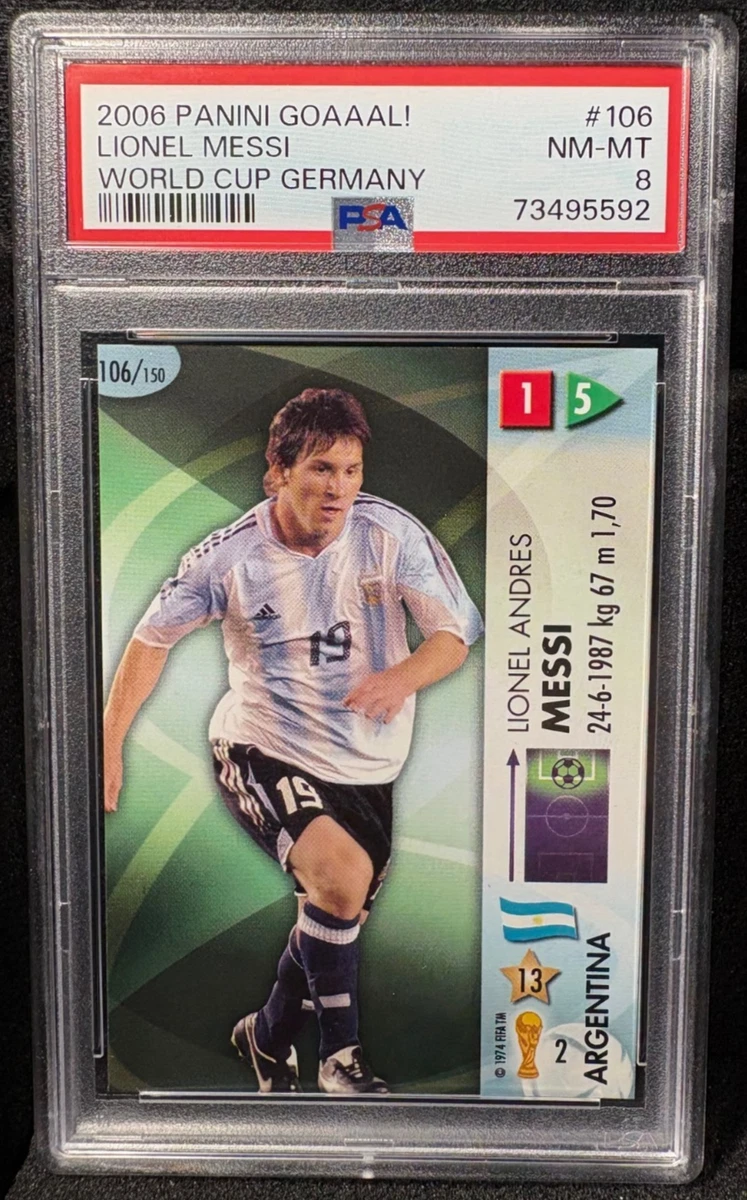 2006 PANINI GOAAAL! #106
LIONEL MESSI NM-MT
WORLD CUP GERMANY 8
PSA 73495592
106/150
1 5
LIONEL ANDRES
MESSI
24-6-1987 kg 67 m 1,70
19
19
13
© 1974 FIFA TM
2
ARGENTINA
PSA